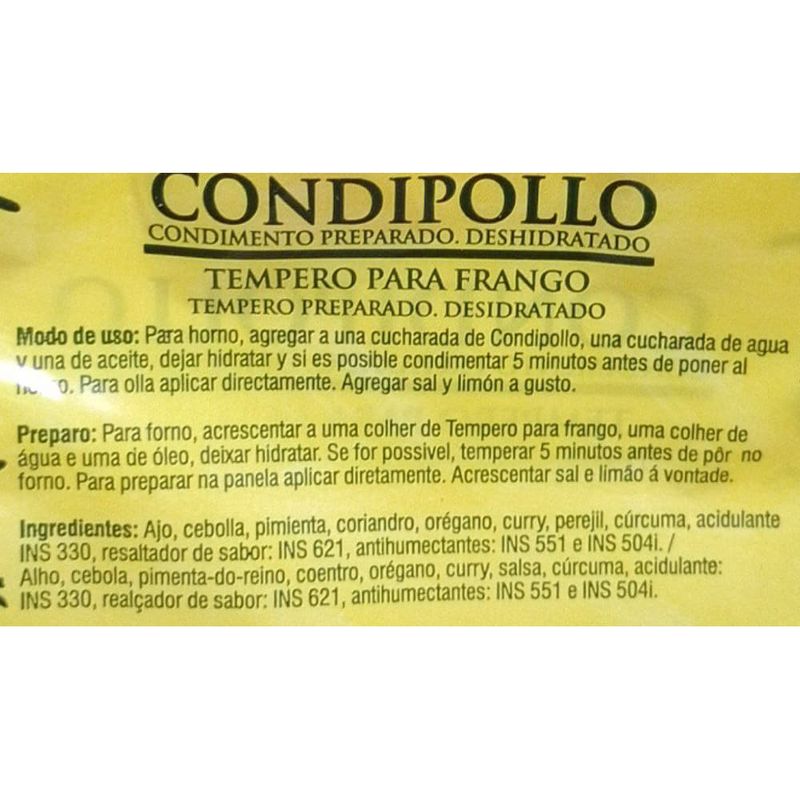 CONDIPOLLO
CONDIMENTO PREPARADO. DESHIDRATADO
TEMPERO PARA FRANGO
TEMPERO PREPARADO. DESIDRATADO
Modo de uso: Para horno, agregar a una cucharada de Condipollo, una cucharada de agua
y una de aceite, dejar hidratar y si es posible condimentar 5 minutos antes de poner al
Para olla aplicar directamente. Agregar sal y limón a gusto.
Preparo: Para forno, acrescentar a uma colher de Tempero para frango, uma colher de
água e uma de óleo, deixar hidratar. Se for possivel, temperar 5 minutos antes de pôr no
forno. Para preparar na panela aplicar diretamente. Acrescentar sal e limão á vontade.
Ingredientes: Ajo, cebolla, pimienta, coriandro, orégano, curry, perejil, cúrcuma, acidulante
INS 330, resaltador de sabor: INS 621, antihumectantes: INS 551 e INS 504i. /
Alho, cebola, pimenta-do-reino, coentro, orégano, curry, salsa, cúrcuma, acidulante:
INS 330, realçador de sabor: INS 621, antihumectantes: INS 551 e INS 504i.